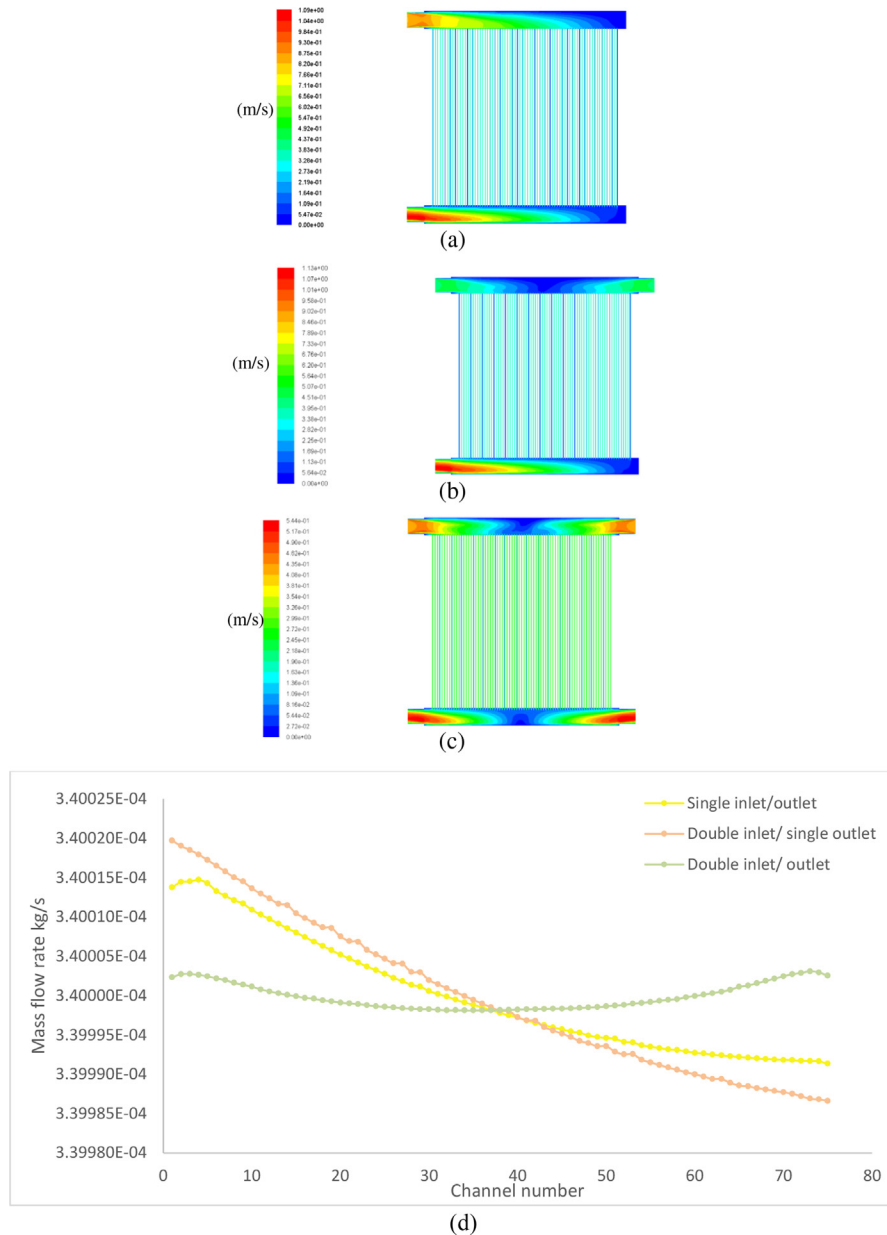 1.09e+00
1.04e+00
9.84e-01
9.30e-01
8.75e-01
8.20e-01
7.66e-01
7.11e-01
6.56e-01
6.02e-01
5.47e-01
4.92e-01
4.37e-01
3.83e-01
3.28e-01
2.73e-01
2.19e-01
1.64e-01
1.09e-01
5.47e-02
0.00e+00
(m/s)
(a)
1.13e+00
1.07e+00
1.01e+00
9.58e-01
9.02e-01
8.46e-01
7.89e-01
7.33e-01
6.76e-01
6.20e-01
5.64e-01
5.07e-01
4.51e-01
3.95e-01
3.38e-01
2.82e-01
2.25e-01
1.69e-01
1.13e-01
5.64e-02
0.00e+00
(m/s)
(b)
5.44e-01
5.17e-01
4.90e-01
4.62e-01
4.35e-01
4.08e-01
3.81e-01
3.54e-01
3.26e-01
2.99e-01
2.72e-01
2.45e-01
2.18e-01
1.90e-01
1.63e-01
1.36e-01
1.09e-01
8.16e-02
5.44e-02
2.72e-02
0.00e+00
(m/s)
(c)
3.40025E-04
3.40020E-04
3.40015E-04
3.40010E-04
3.40005E-04
3.40000E-04
3.39995E-04
3.39990E-04
3.39985E-04
3.39980E-04
Mass flow rate kg/s
Single inlet/outlet
Double inlet/ single outlet
Double inlet/ outlet
0 10 20 30 40 50 60 70 80
Channel number
(d)